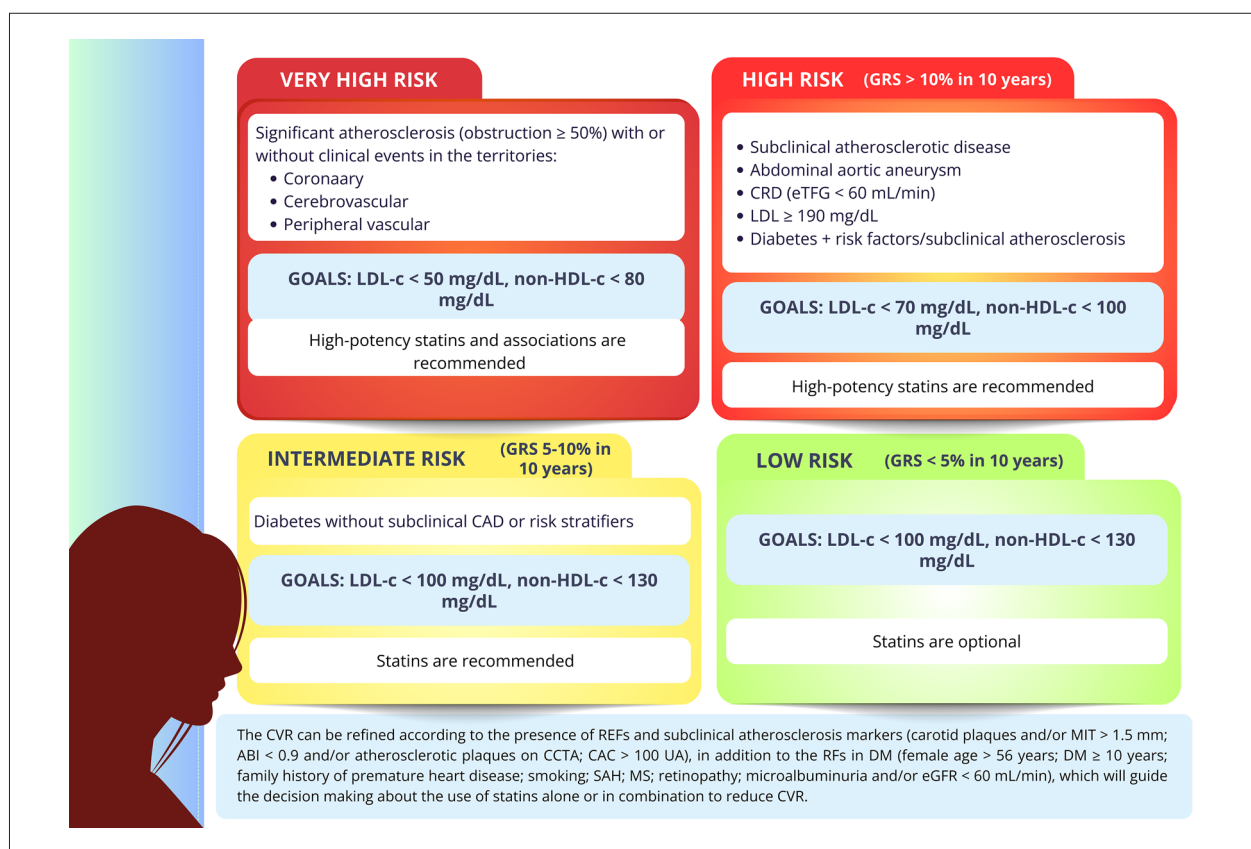 VERY HIGH RISK
Significant atherosclerosis (obstruction ≥ 50%) with or
without clinical events in the territories:
• Coronaary
• Cerebrovascular
• Peripheral vascular
GOALS: LDL-c < 50 mg/dL, non-HDL-c < 80
mg/dL
High-potency statins and associations are
recommended
HIGH RISK (GRS > 10% in 10 years)
• Subclinical atherosclerotic disease
• Abdominal aortic aneurysm
• CRD (eTFG < 60 mL/min)
• LDL ≥ 190 mg/dL
• Diabetes + risk factors/subclinical atherosclerosis
GOALS: LDL-c < 70 mg/dL, non-HDL-c < 100
mg/dL
High-potency statins are recommended
INTERMEDIATE RISK (GRS 5-10% in
10 years)
Diabetes without subclinical CAD or risk stratifiers
GOALS: LDL-c < 100 mg/dL, non-HDL-c < 130
mg/dL
Statins are recommended
LOW RISK (GRS < 5% in 10 years)
GOALS: LDL-c < 100 mg/dL, non-HDL-c < 130
mg/dL
Statins are optional
The CVR can be refined according to the presence of REFs and subclinical atherosclerosis markers (carotid plaques and/or MIT > 1.5 mm;
ABI < 0.9 and/or atherosclerotic plaques on CCTA; CAC > 100 UA), in addition to the RFs in DM (female age > 56 years; DM ≥ 10 years;
family history of premature heart disease; smoking; SAH; MS; retinopathy; microalbuminuria and/or eGFR < 60 mL/min), which will guide
the decision making about the use of statins alone or in combination to reduce CVR.